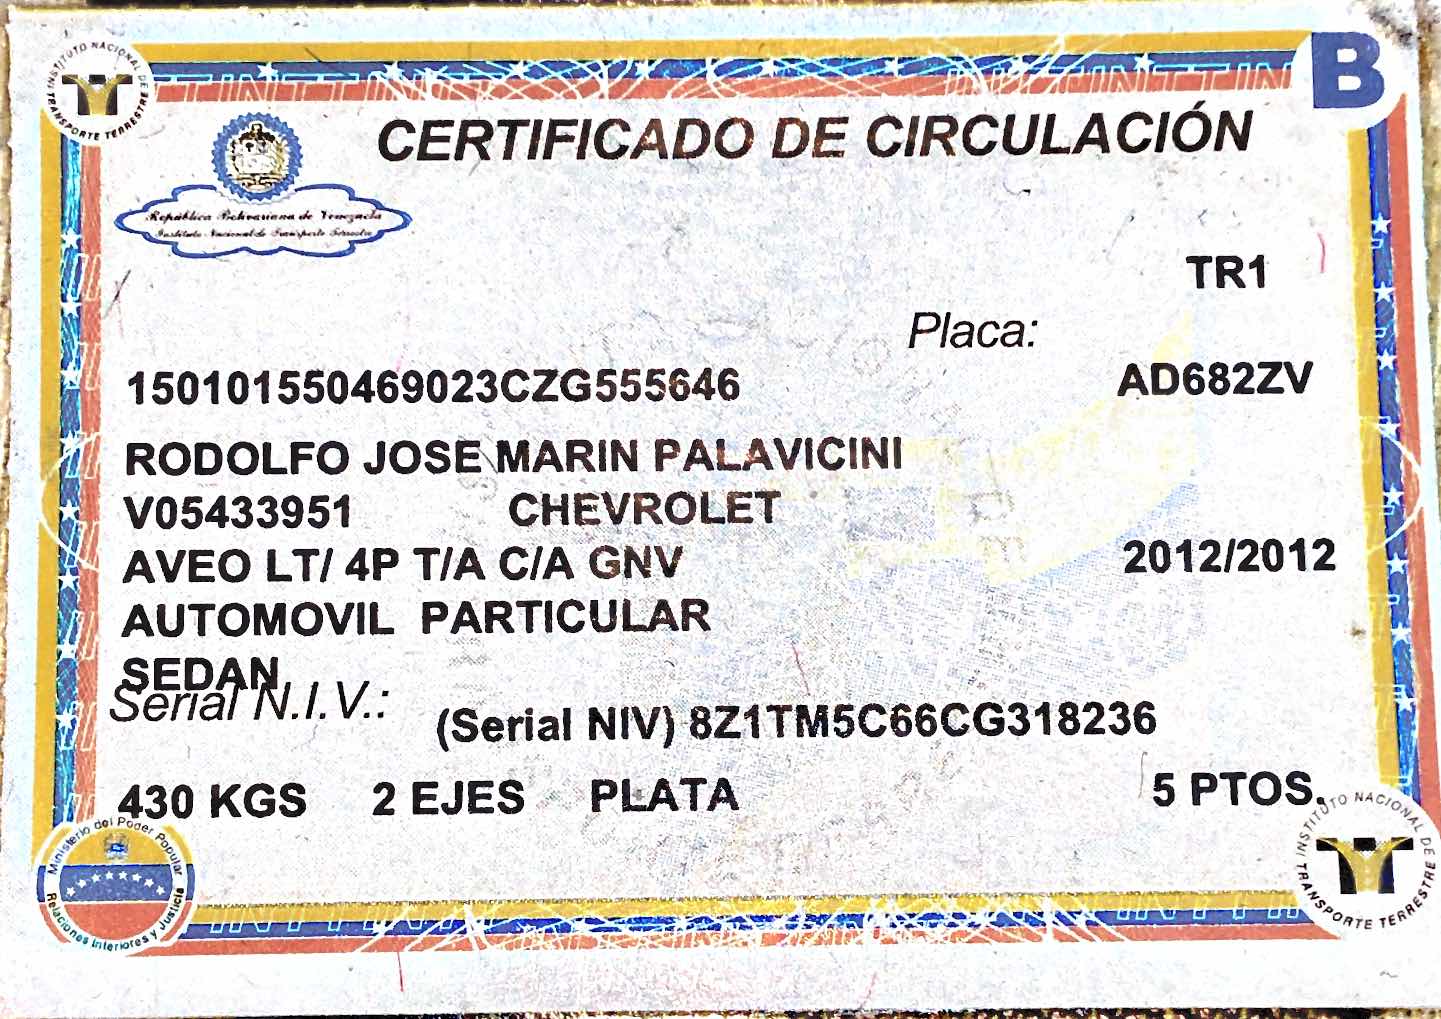 INSTITUTO NACIONAL DE TRANSPORTE TERRESTRE
B
CERTIFICADO DE CIRCULACIÓN
República Bolivariana de Venezuela
Instituto Nacional de Transporte Terrestre
TR1
Placa:
150101550469023CZG555646 AD682ZV
RODOLFO JOSE MARIN PALAVICINI
V05433951 CHEVROLET
AVEO LT/ 4P T/A C/A GNV 2012/2012
AUTOMOVIL PARTICULAR
SEDAN
Serial N.I.V.: (Serial NIV) 8Z1TM5C66CG318236
430 KGS 2 EJES PLATA 5 PTOS.
Ministerio del Poder Popular
Relaciones Interiores y Justicia
INSTITUTO NACIONAL DE TRANSPORTE TERRESTRE